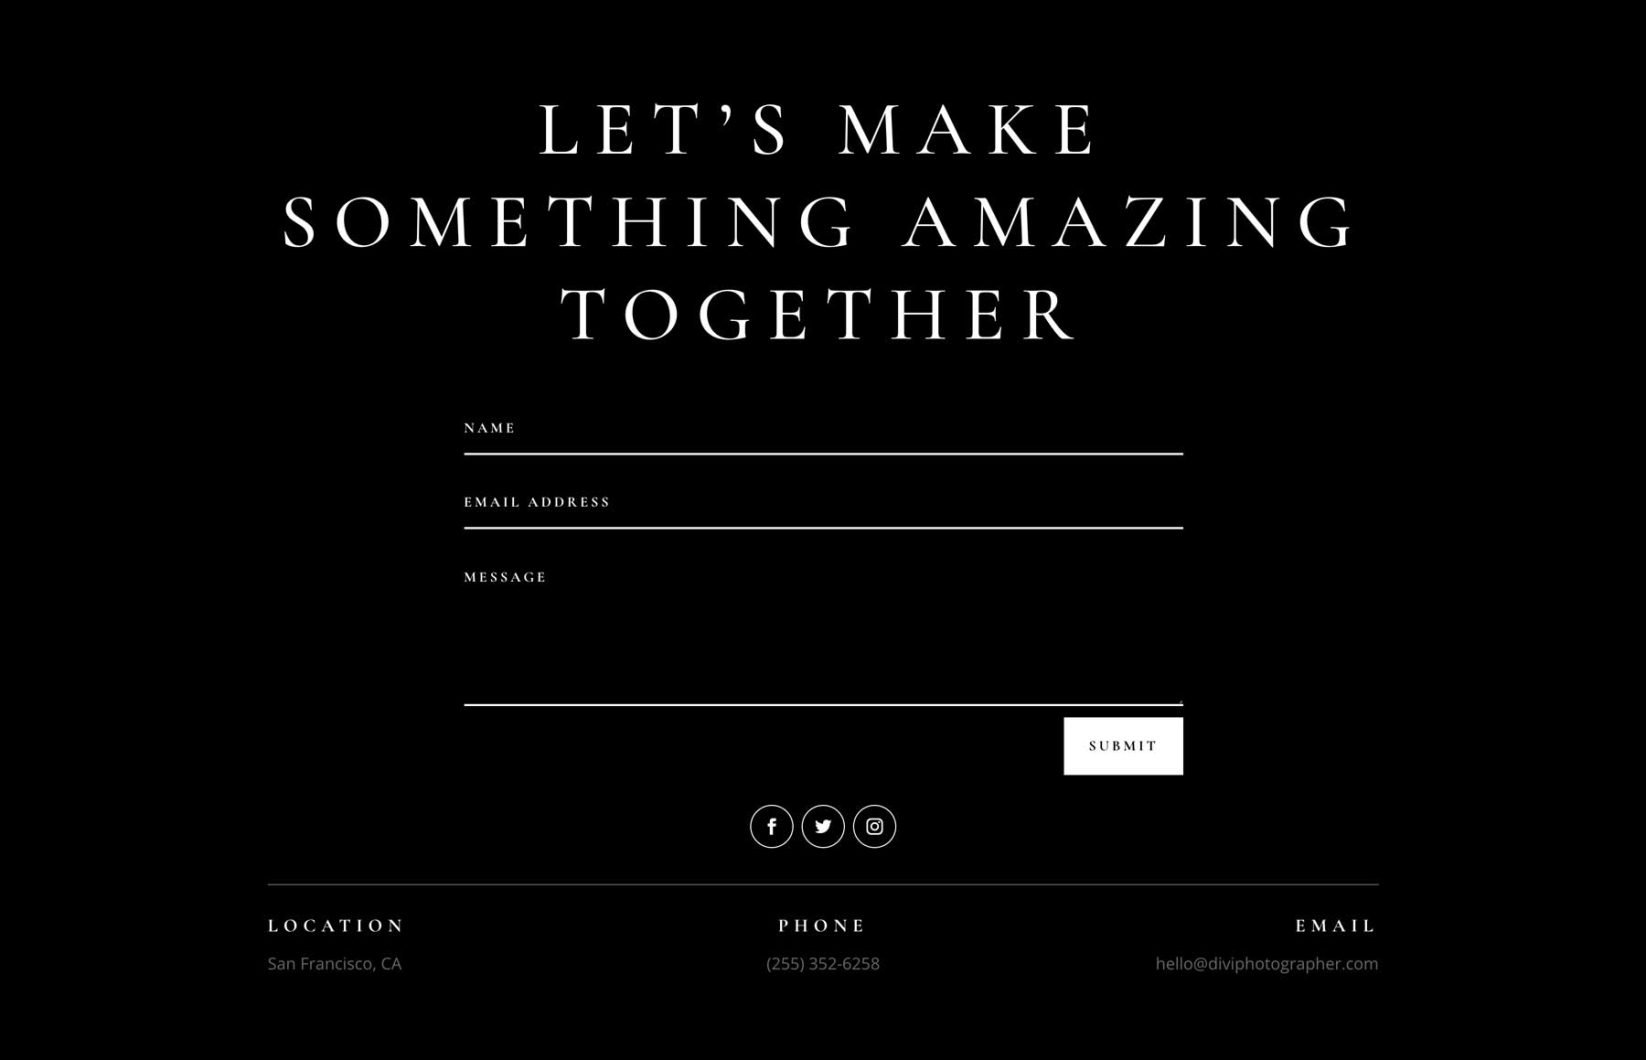 LET’S MAKE
SOMETHING AMAZING
TOGETHER
NAME
EMAIL ADDRESS
MESSAGE
SUBMIT
LOCATION
San Francisco, CA
PHONE
(255) 352-6258
EMAIL
hello@diviphotographer.com